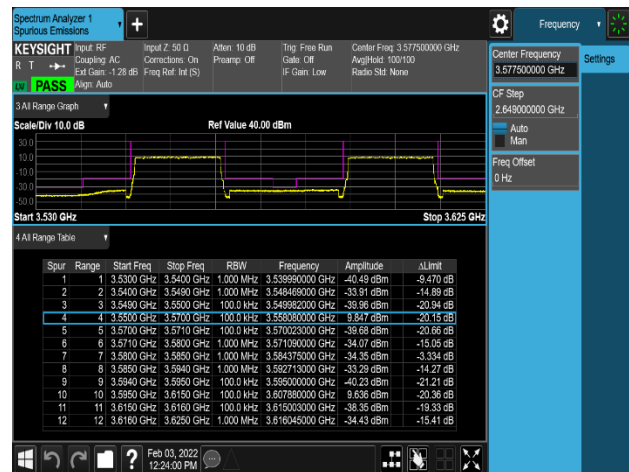 Spectrum Analyzer 1
Spurious Emissions
Frequency
KEYSIGHT Input: RF Input Z: 50 Ω Atten: 10 dB Trig: Free Run Center Freq: 3.577500000 GHz
R T Coupling: AC Corrections: On Preamp: Off Gate: Off Avg|Hold: 100/100
Ext Gain: -1.28 dB Freq Ref: Int (S) IF Gain: Low Radio Std: None
LW PASS Align: Auto
Center Frequency
3.577500000 GHz
Settings
CF Step
2.649000000 GHz
Auto
Man
Freq Offset
0 Hz
3 All Range Graph
Scale/Div 10.0 dB Ref Value 40.00 dBm
30.0
10.0
-10.0
-30.0
-50.0
Start 3.530 GHz Stop 3.625 GHz
4 All Range Table
Spur Range Start Freq Stop Freq RBW Frequency Amplitude ΔLimit
1 1 3.5300 GHz 3.5400 GHz 1.000 MHz 3.539990000 GHz -40.49 dBm -9.470 dB
2 2 3.5400 GHz 3.5490 GHz 1.000 MHz 3.548469000 GHz -33.91 dBm -14.89 dB
3 3 3.5490 GHz 3.5500 GHz 100.0 kHz 3.549982000 GHz -39.96 dBm -20.94 dB
4 4 3.5500 GHz 3.5700 GHz 100.0 kHz 3.558080000 GHz 9.847 dBm -20.15 dB
5 5 3.5700 GHz 3.5710 GHz 100.0 kHz 3.570023000 GHz -39.68 dBm -20.66 dB
6 6 3.5710 GHz 3.5800 GHz 1.000 MHz 3.571090000 GHz -34.07 dBm -15.05 dB
7 7 3.5800 GHz 3.5850 GHz 1.000 MHz 3.584375000 GHz -34.35 dBm -3.334 dB
8 8 3.5850 GHz 3.5940 GHz 1.000 MHz 3.592713000 GHz -33.29 dBm -14.27 dB
9 9 3.5940 GHz 3.5950 GHz 100.0 kHz 3.595000000 GHz -40.23 dBm -21.21 dB
10 10 3.5950 GHz 3.6150 GHz 100.0 kHz 3.607880000 GHz 9.636 dBm -20.36 dB
11 11 3.6150 GHz 3.6160 GHz 100.0 kHz 3.615003000 GHz -38.35 dBm -19.33 dB
12 12 3.6160 GHz 3.6250 GHz 1.000 MHz 3.616045000 GHz -34.43 dBm -15.41 dB
Feb 03, 2022
12:24:00 PM